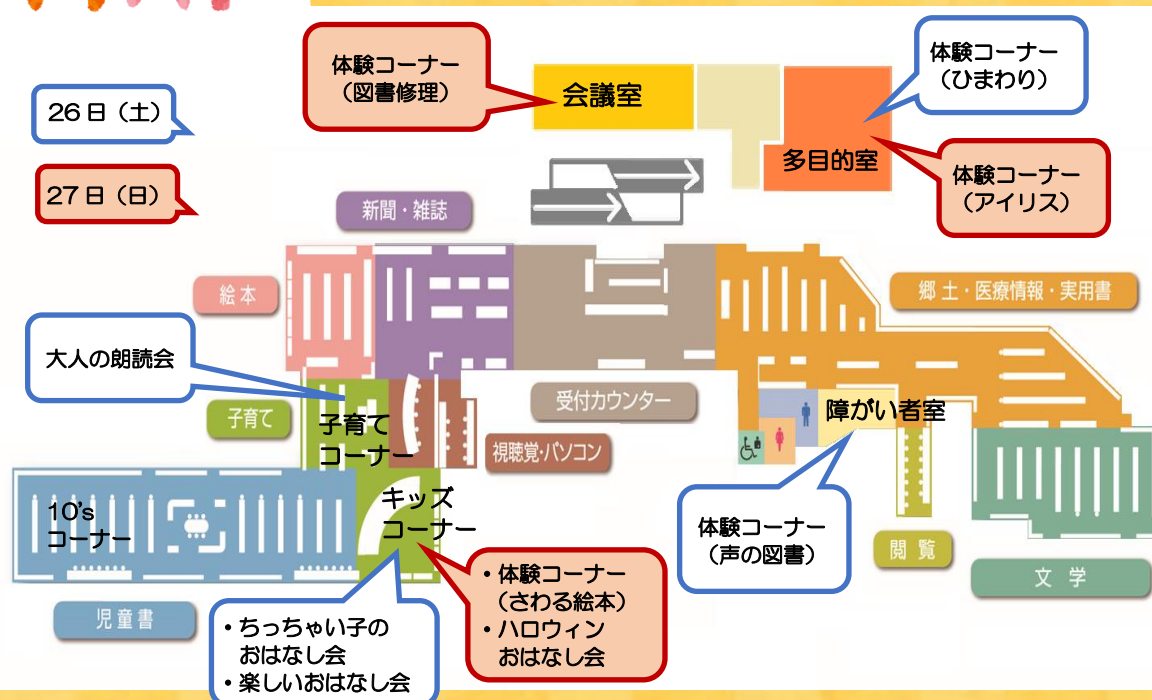 体験コーナー
（図書修理）
会議室
体験コーナー
（ひまわり）
26日（土）
多目的室
体験コーナー
（アイリス）
27日（日）
新聞・雑誌
絵本
郷土・医療情報・実用書
大人の朗読会
子育て
子育て
コーナー
受付カウンター
障がい者室
視聴覚・パソコン
10's
コーナー
キッズ
コーナー
体験コーナー
（声の図書）
閲覧
文学
児童書
・ちっちゃい子の
おはなし会
・楽しいおはなし会
・体験コーナー
（さわる絵本）
・ハロウィン
おはなし会